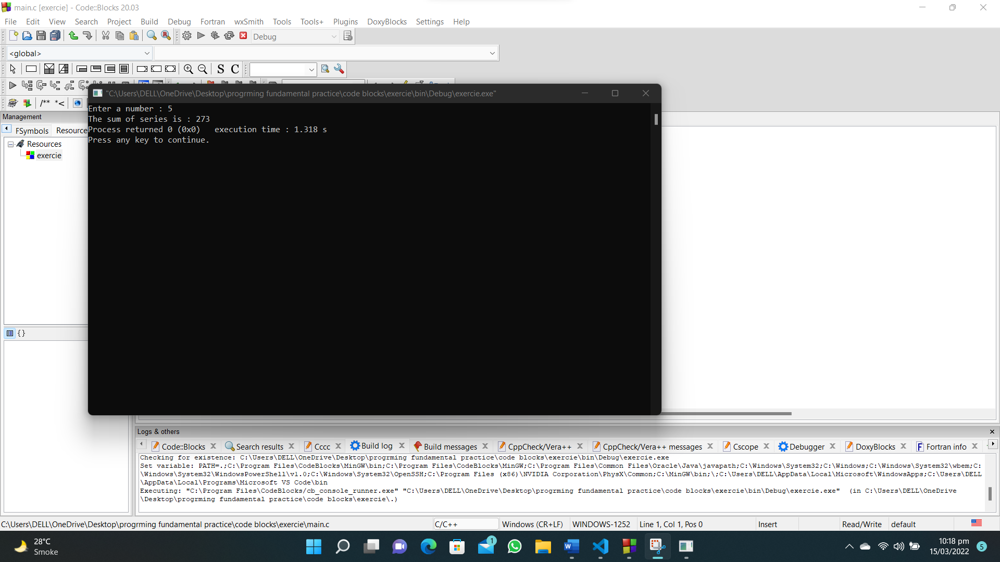 main.c [exercie] - Code::Blocks 20.03
File Edit View Search Project Build Debug Fortran wxSmith Tools Tools+ Plugins DoxyBlocks Settings Help
Debug
<global>
S C
/** *<
"C:\Users\DELL\OneDrive\Desktop\progrming fundamental practice\code blocks\exercie\bin\Debug\exercie.exe"
Enter a number : 5
The sum of series is : 273
Process returned 0 (0x0)   execution time : 1.318 s
Press any key to continue.
Management
FSymbols Resource
Resources
exercie
{}
Logs & others
Code::Blocks Search results Cccc Build log Build messages CppCheck/Vera++ CppCheck/Vera++ messages Cscope Debugger DoxyBlocks Fortran info
Checking for existence: C:\Users\DELL\OneDrive\Desktop\progrming fundamental practice\code blocks\exercie\bin\Debug\exercie.exe
Set variable: PATH=.;C:\Program Files\CodeBlocks\MinGW\bin;C:\Program Files\CodeBlocks\MinGW;C:\Program Files\Common Files\Oracle\Java\javapath;C:\Windows\System32;C:\Windows;C:\Windows\System32\wbem;C:
\Windows\System32\WindowsPowerShell\v1.0;C:\Windows\System32\OpenSSH;C:\Program Files (x86)\NVIDIA Corporation\PhysX\Common;C:\MinGW\bin;\;C:\Users\DELL\AppData\Local\Microsoft\WindowsApps;C:\Users\DELL
\AppData\Local\Programs\Microsoft VS Code\bin
Executing: "C:\Program Files\CodeBlocks/cb_console_runner.exe" "C:\Users\DELL\OneDrive\Desktop\progrming fundamental practice\code blocks\exercie\bin\Debug\exercie.exe"  (in C:\Users\DELL\OneDrive
\Desktop\progrming fundamental practice\code blocks\exercie\.)
C:\Users\DELL\OneDrive\Desktop\progrming fundamental practice\code blocks\exercie\main.c C/C++ Windows (CR+LF) WINDOWS-1252 Line 1, Col 1, Pos 0 Insert Read/Write default
28°C
Smoke
1
10:18 pm
15/03/2022
5